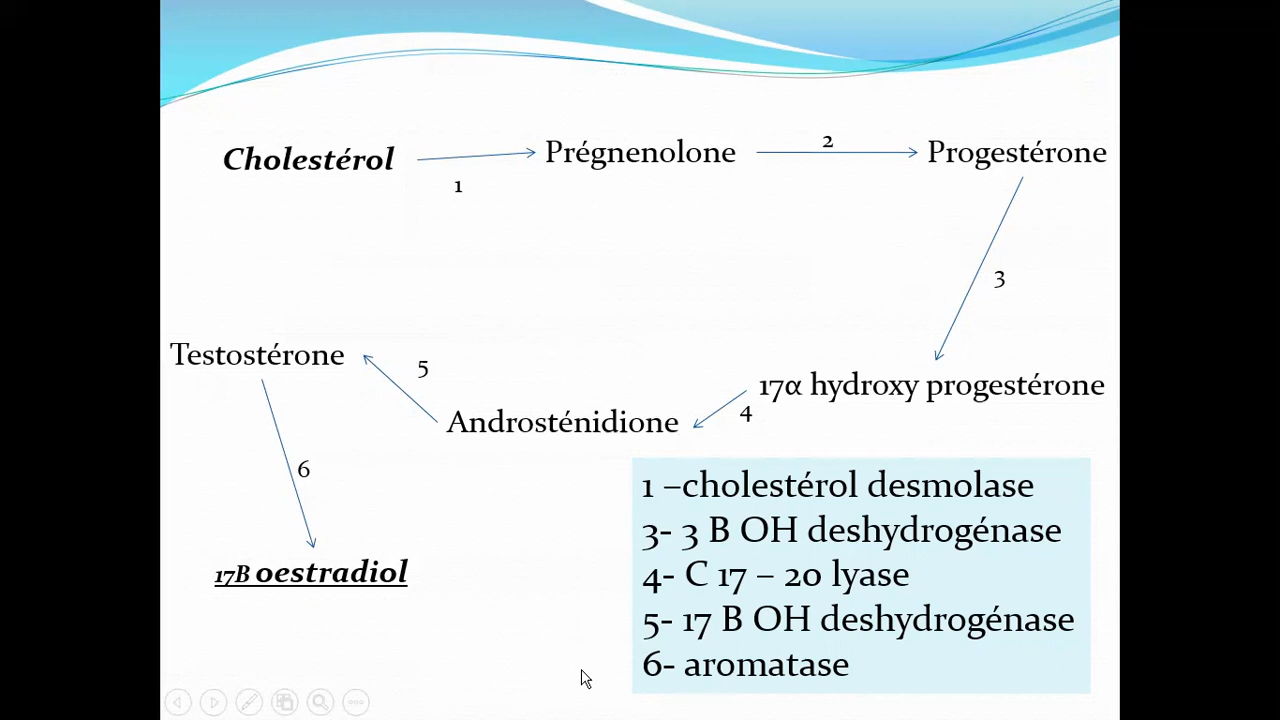 Cholestérol
1
Prégnenolone
2
Progestérone
3
Testostérone
5
17α hydroxy progestérone
4
Androsténidione
6
17B oestradiol
1 –cholestérol desmolase
3- 3 B OH deshydrogénase
4- C 17 – 20 lyase
5- 17 B OH deshydrogénase
6- aromatase